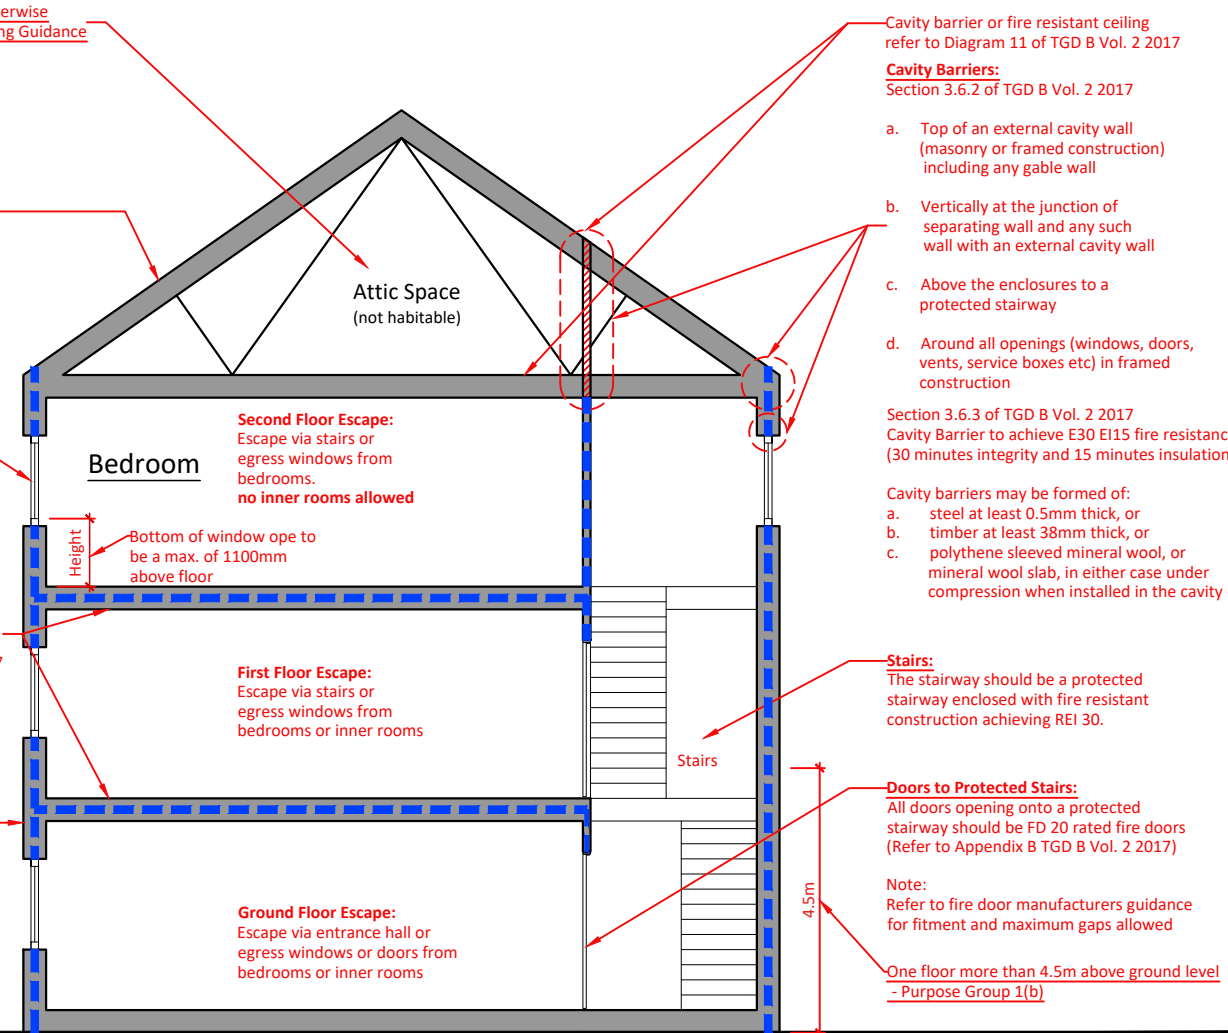 erwise
ng Guidance
Cavity barrier or fire resistant ceiling
refer to Diagram 11 of TGD B Vol. 2 2017
Cavity Barriers:
Section 3.6.2 of TGD B Vol. 2 2017
a. Top of an external cavity wall
(masonry or framed construction)
including any gable wall
b. Vertically at the junction of
separating wall and any such
wall with an external cavity wall
c. Above the enclosures to a
protected stairway
d. Around all openings (windows, doors,
vents, service boxes etc) in framed
construction
Section 3.6.3 of TGD B Vol. 2 2017
Cavity Barrier to achieve E30 EI15 fire resistanc
(30 minutes integrity and 15 minutes insulation
Cavity barriers may be formed of:
a. steel at least 0.5mm thick, or
b. timber at least 38mm thick, or
c. polythene sleeved mineral wool, or
mineral wool slab, in either case under
compression when installed in the cavity
Attic Space
(not habitable)
Second Floor Escape:
Escape via stairs or
egress windows from
bedrooms.
no inner rooms allowed
Bedroom
Height
Bottom of window ope to
be a max. of 1100mm
above floor
First Floor Escape:
Escape via stairs or
egress windows from
bedrooms or inner rooms
Stairs
Stairs:
The stairway should be a protected
stairway enclosed with fire resistant
construction achieving REI 30.
Doors to Protected Stairs:
All doors opening onto a protected
stairway should be FD 20 rated fire doors
(Refer to Appendix B TGD B Vol. 2 2017)
Note:
Refer to fire door manufacturers guidance
for fitment and maximum gaps allowed
4.5m
Ground Floor Escape:
Escape via entrance hall or
egress windows or doors from
bedrooms or inner rooms
One floor more than 4.5m above ground level
- Purpose Group 1(b)